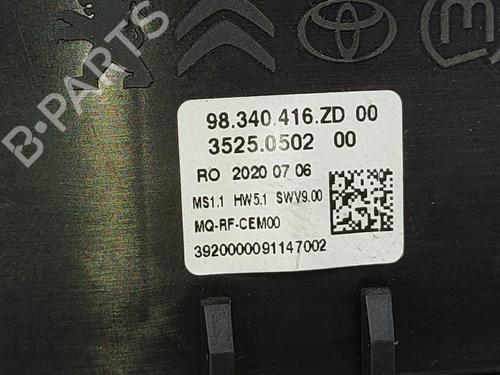 B-PARTS
98.340.416.ZD 00
3525.0502 00
RO 2020 07 06
MS1.1 HW5.1 SWV9.00
MQ-RF-CEM00
3920000091147002